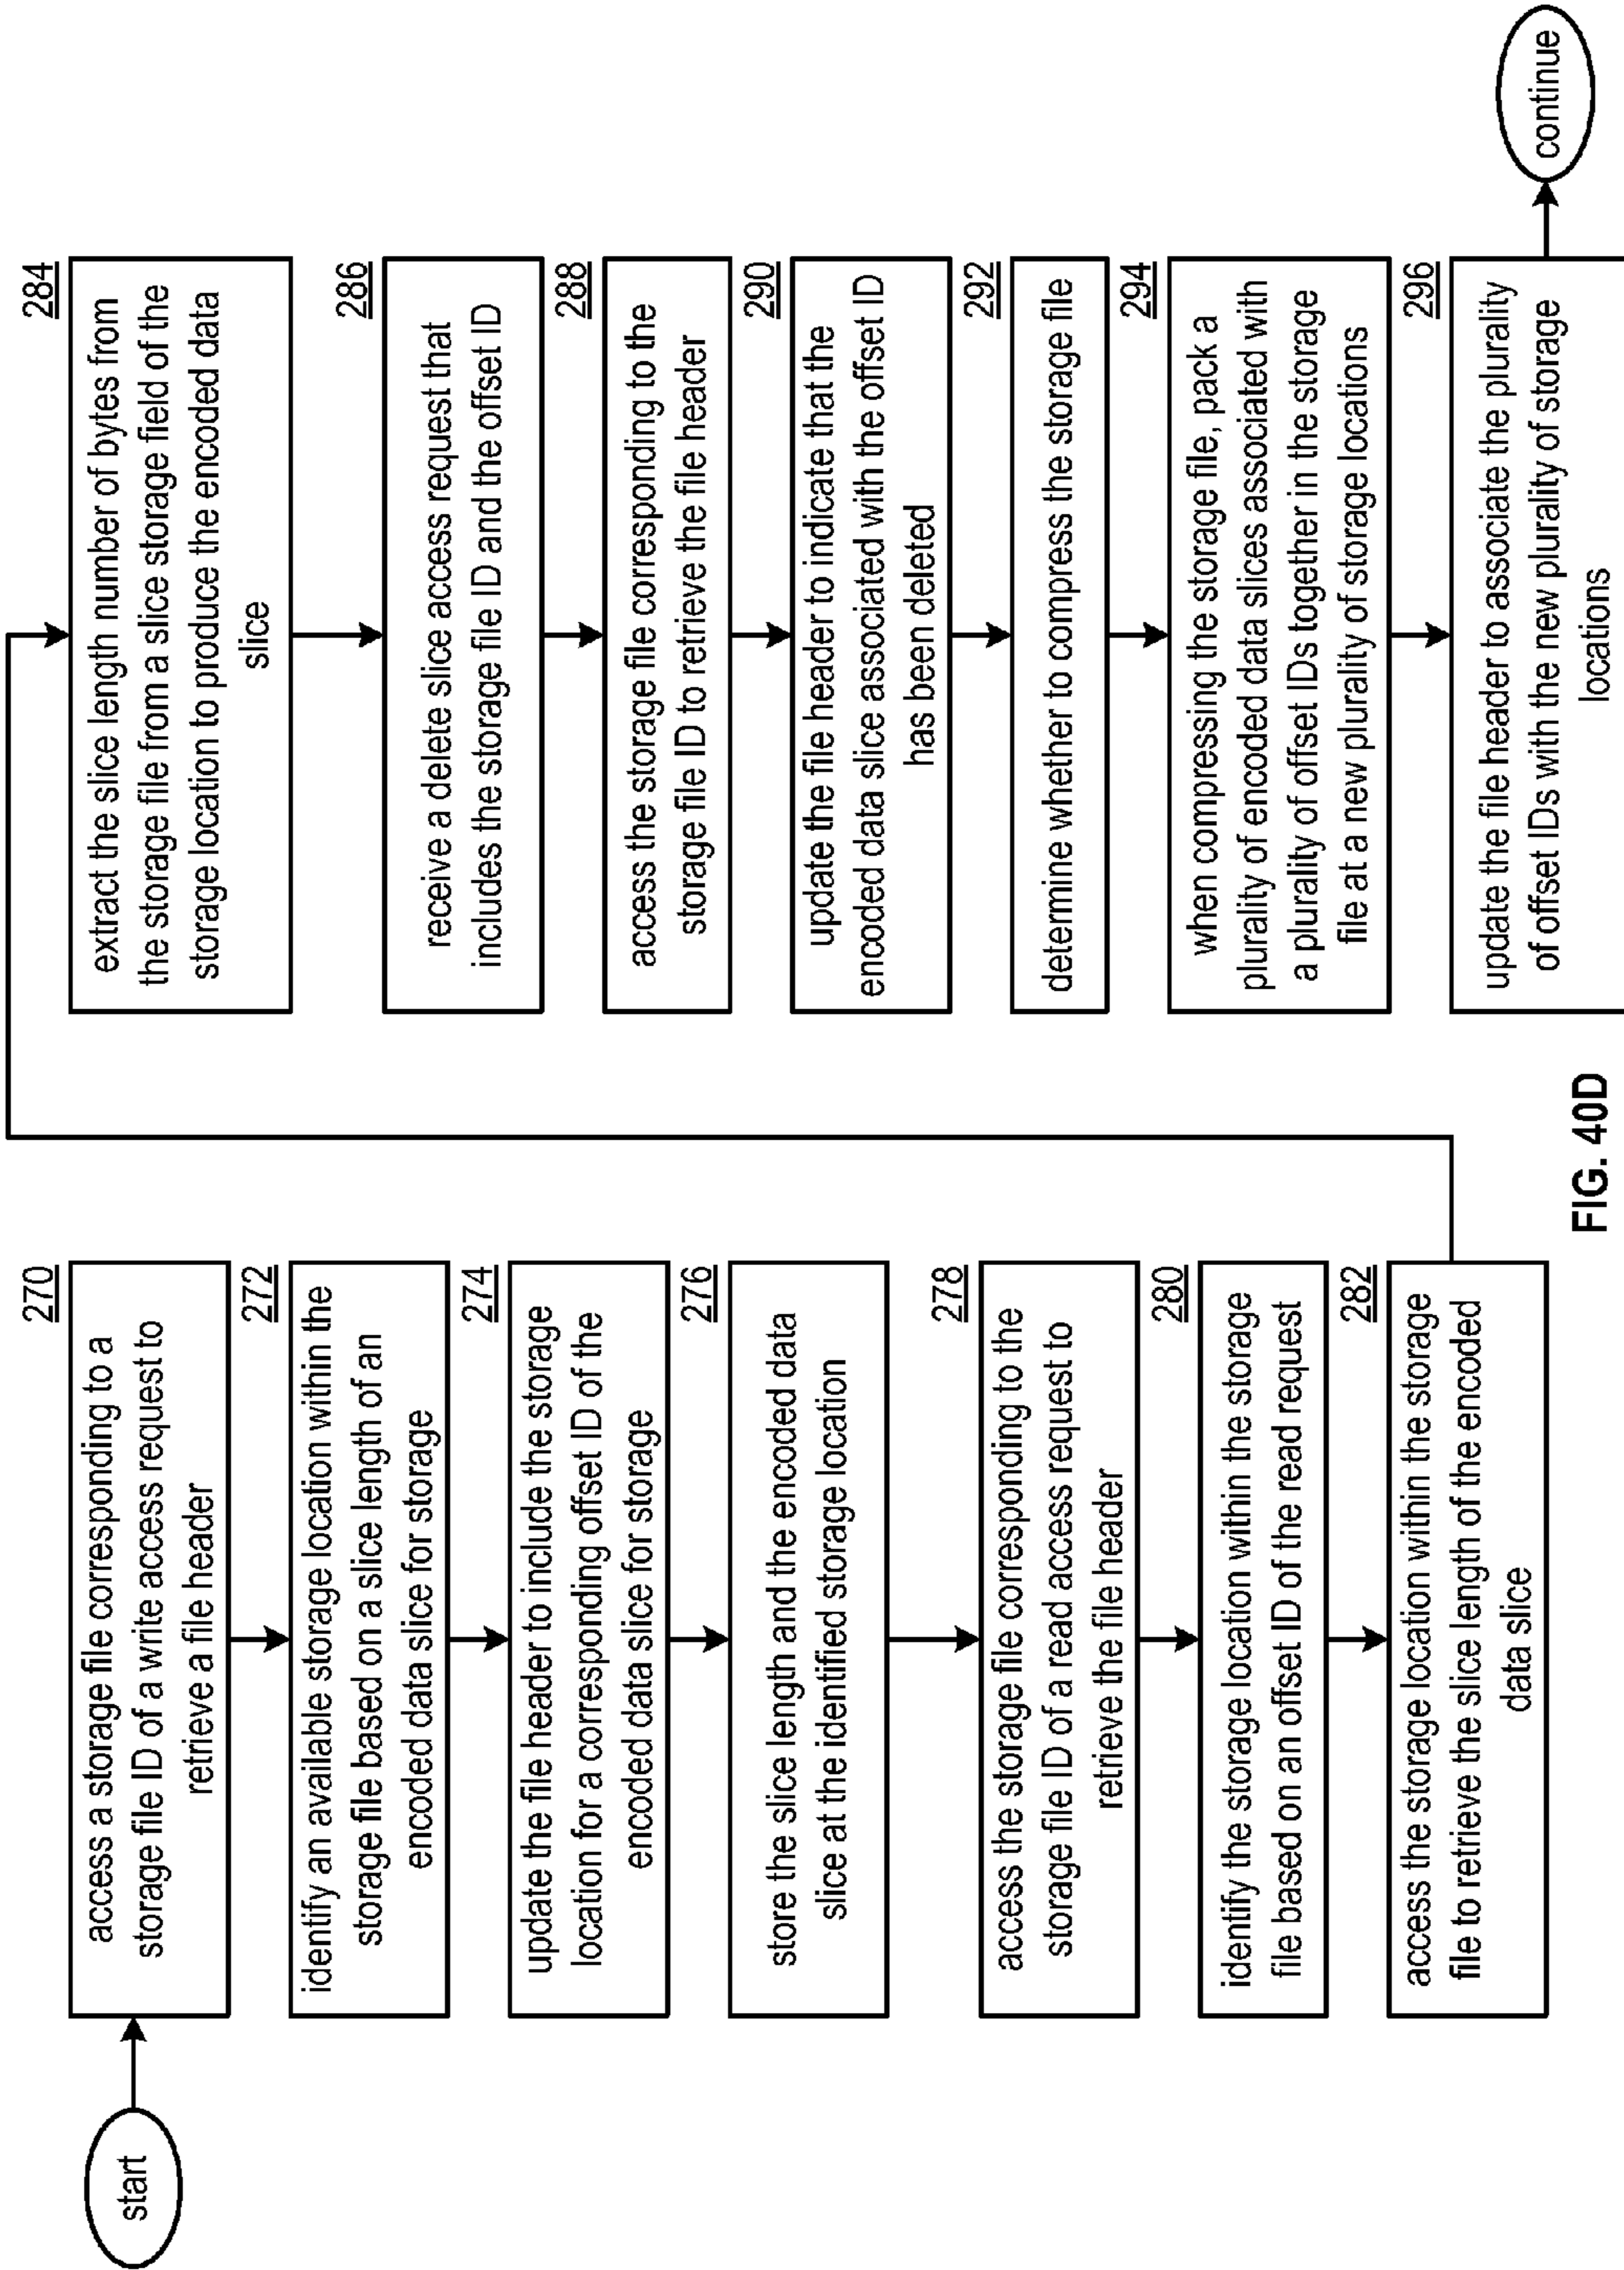 start
270
access a storage file corresponding to a
storage file ID of a write access request to
retrieve a file header
272
identify an available storage location within the
storage file based on a slice length of an
encoded data slice for storage
274
update the file header to include the storage
location for a corresponding offset ID of the
encoded data slice for storage
276
store the slice length and the encoded data
slice at the identified storage location
278
access the storage file corresponding to the
storage file ID of a read access request to
retrieve the file header
280
identify the storage location within the storage
file based on an offset ID of the read request
282
access the storage location within the storage
file to retrieve the slice length of the encoded
data slice
284
extract the slice length number of bytes from
the storage file from a slice storage field of the
storage location to produce the encoded data
slice
286
receive a delete slice access request that
includes the storage file ID and the offset ID
288
access the storage file corresponding to the
storage file ID to retrieve the file header
290
update the file header to indicate that the
encoded data slice associated with the offset ID
has been deleted
292
determine whether to compress the storage file
294
when compressing the storage file, pack a
plurality of encoded data slices associated with
a plurality of offset IDs together in the storage
file at a new plurality of storage locations
296
update the file header to associate the plurality
of offset IDs with the new plurality of storage
locations
continue
FIG. 40D